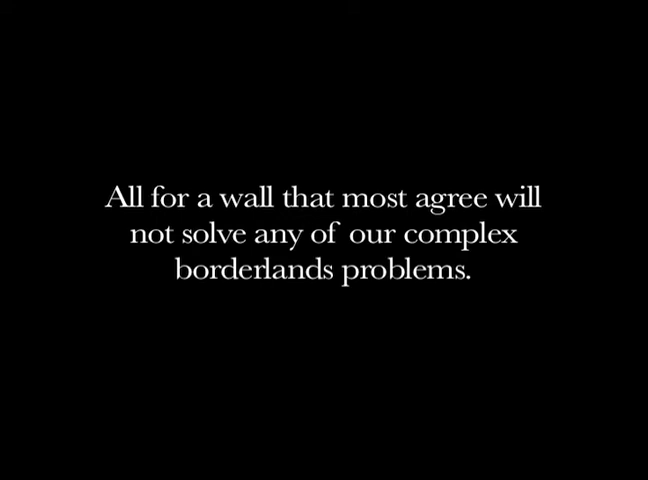 All for a wall that most agree will
not solve any of our complex
borderlands problems.